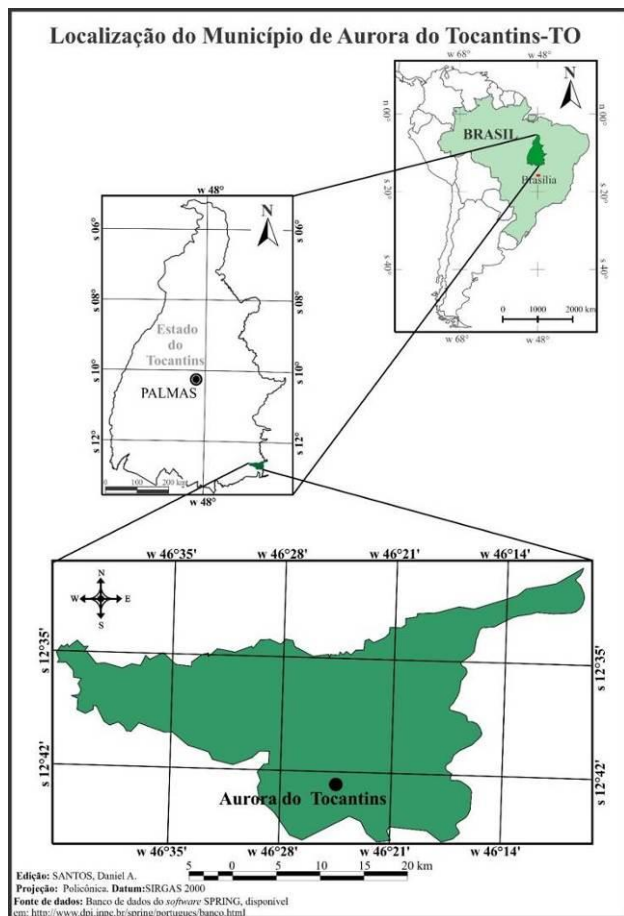 Localização do Município de Aurora do Tocantins-TO
w 68° w 48°
N
n 00° 00°
BRASIL
Brasília
s 20° s 20°
s 40° s 40°
0 1000 2000 km
w 68° w 48°
w 48°
N
s 06° s 06°
s 08° s 08°
Estado
do
Tocantins
s 10° s 10°
PALMAS
s 12° s 12°
0 100 200 km
w 48°
w 46°35' w 46°28' w 46°21' w 46°14'
N
W E
S
s 12°35' s 12°35'
s 12°42' s 12°42'
Aurora do Tocantins
w 46°35' w 46°28' w 46°21' w 46°14'
5 0 5 10 15 20 km
Edição: SANTOS, Daniel A.
Projeção: Policônica. Datum:SIRGAS 2000
Fonte de dados: Banco de dados do software SPRING, disponível
em: http://www.dpi.inpe.br/spring/portugues/banco.html